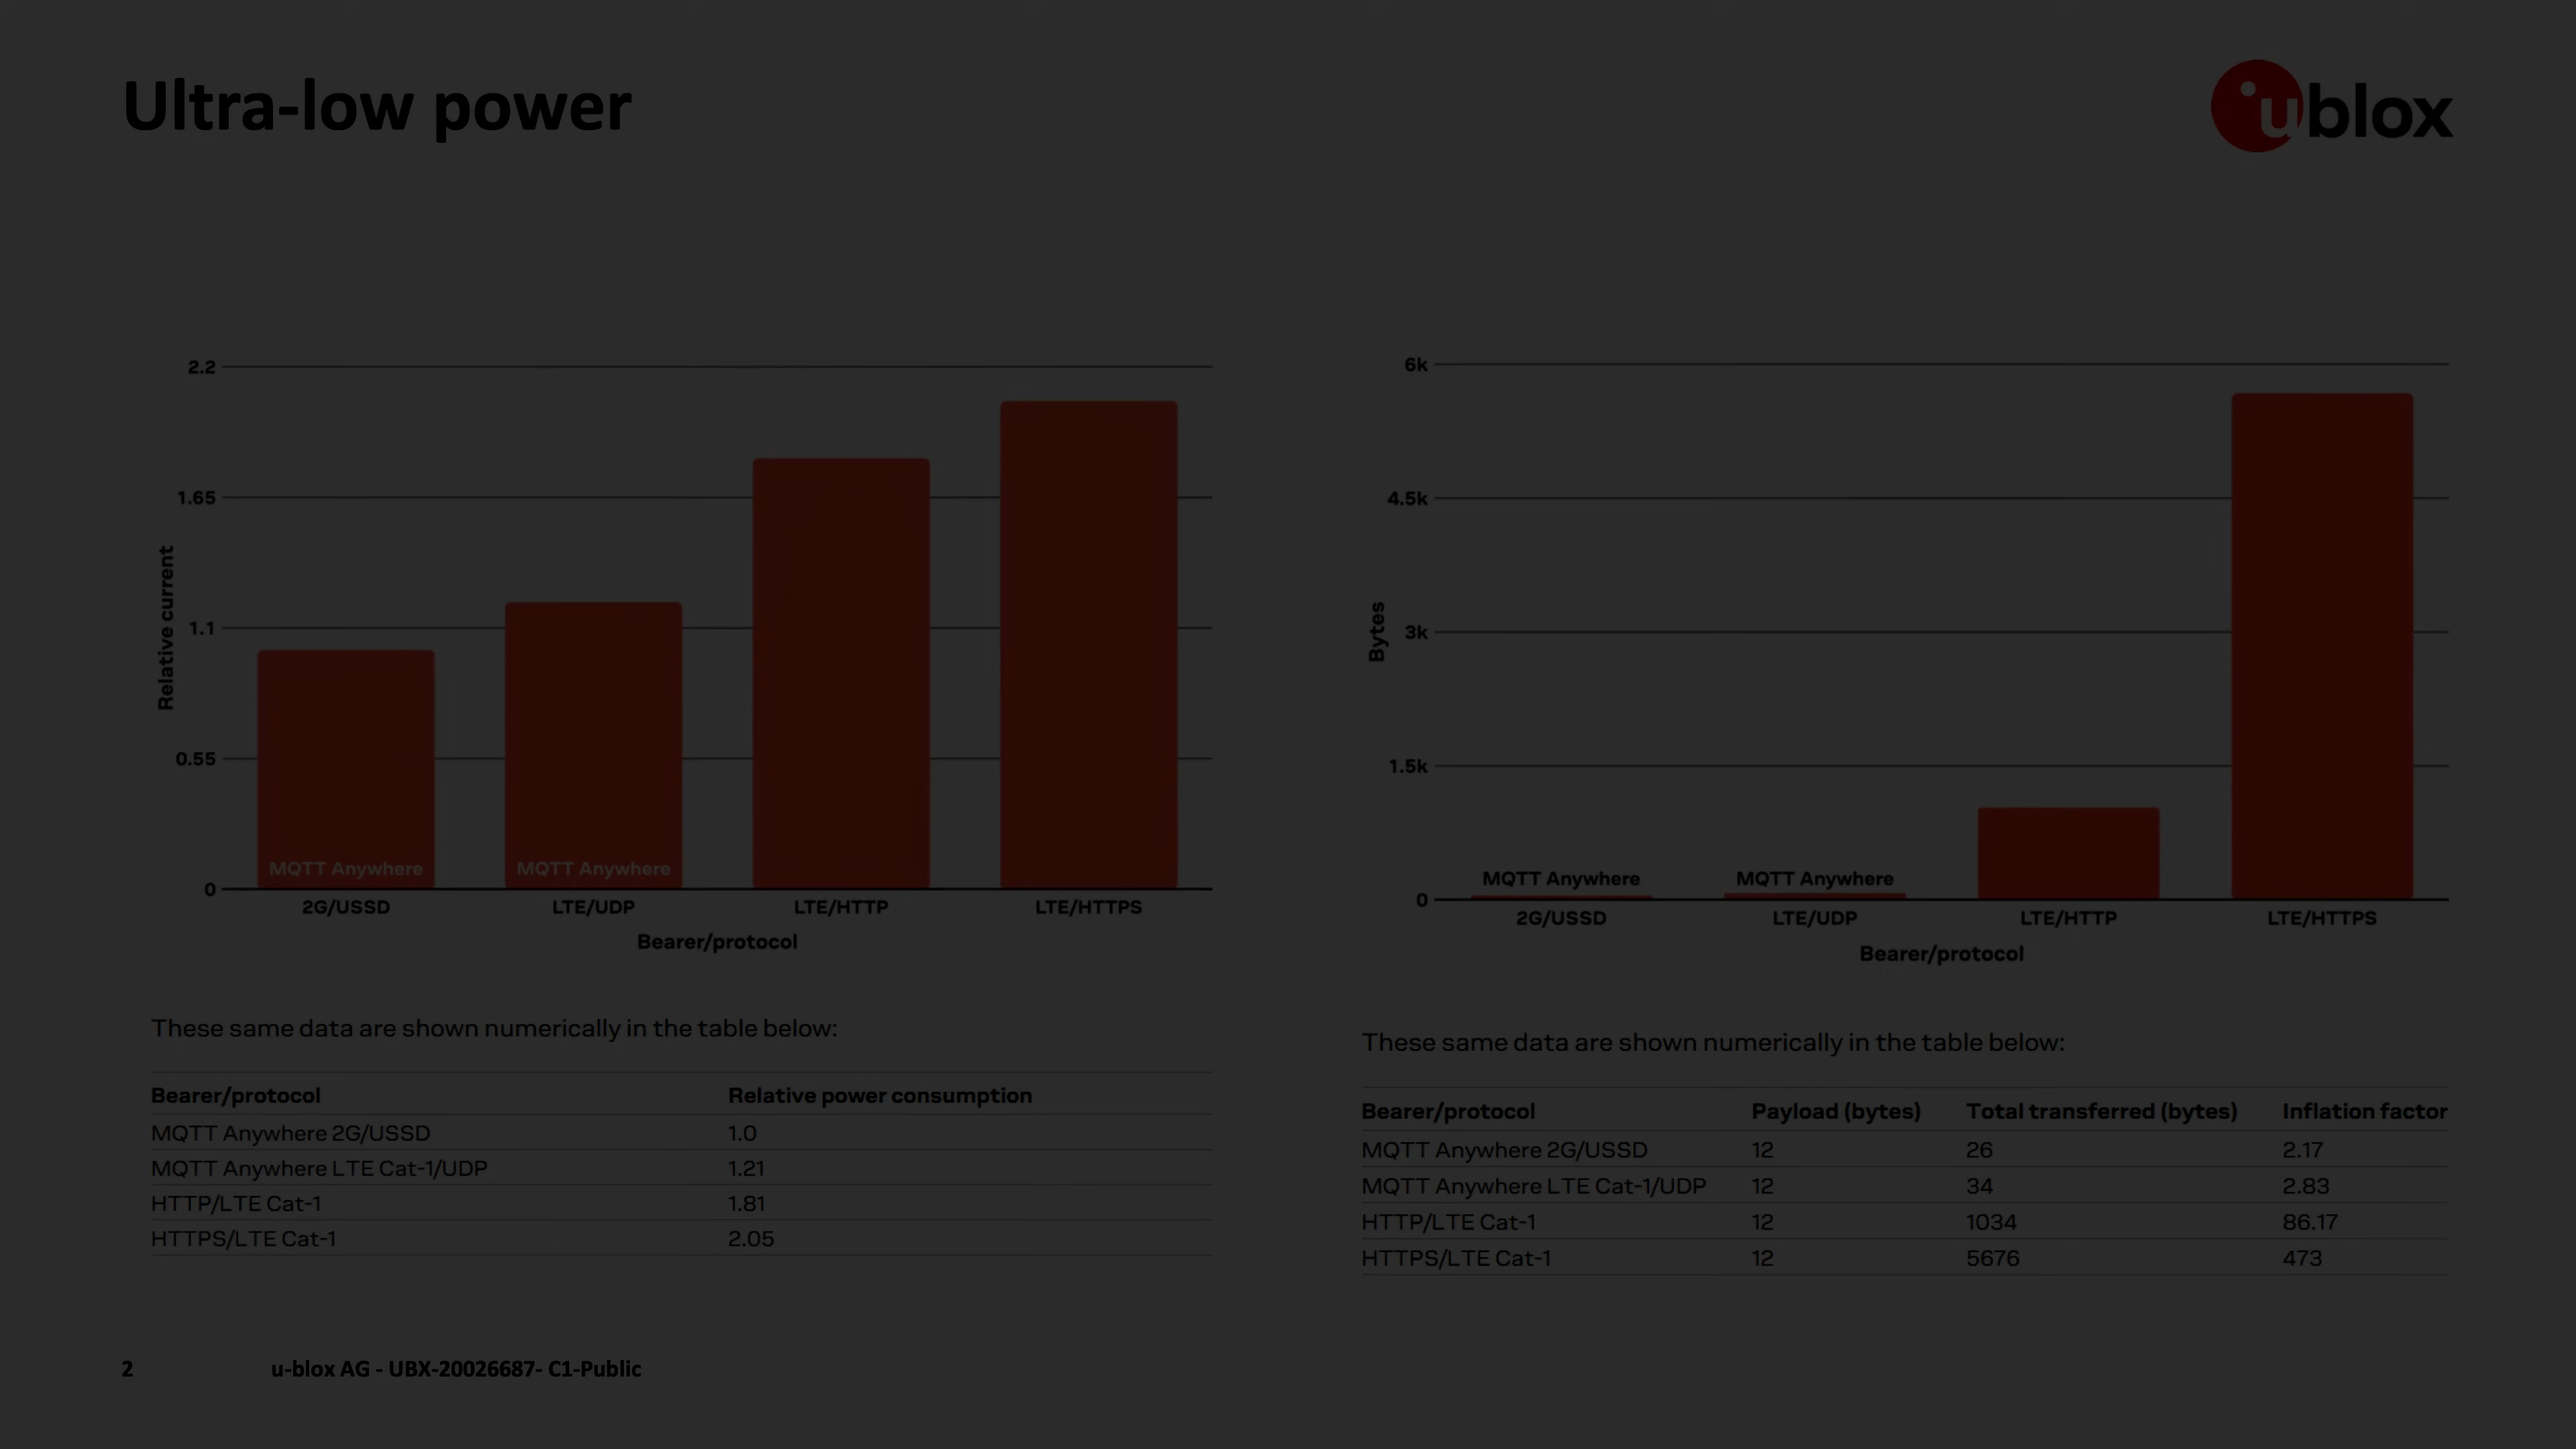 Ultra-low power
ublox
2.2
1.65
1.1
0.55
0
Relative current
MQTT Anywhere
MQTT Anywhere
2G/USSD
LTE/UDP
LTE/HTTP
LTE/HTTPS
Bearer/protocol
These same data are shown numerically in the table below:
Bearer/protocol Relative power consumption
MQTT Anywhere 2G/USSD 1.0
MQTT Anywhere LTE Cat-1/UDP 1.21
HTTP/LTE Cat-1 1.81
HTTPS/LTE Cat-1 2.05
6k
4.5k
3k
1.5k
0
Bytes
MQTT Anywhere
MQTT Anywhere
2G/USSD
LTE/UDP
LTE/HTTP
LTE/HTTPS
Bearer/protocol
These same data are shown numerically in the table below:
Bearer/protocol Payload (bytes) Total transferred (bytes) Inflation factor
MQTT Anywhere 2G/USSD 12 26 2.17
MQTT Anywhere LTE Cat-1/UDP 12 34 2.83
HTTP/LTE Cat-1 12 1034 86.17
HTTPS/LTE Cat-1 12 5676 473
2 u-blox AG - UBX-20026687- C1-Public